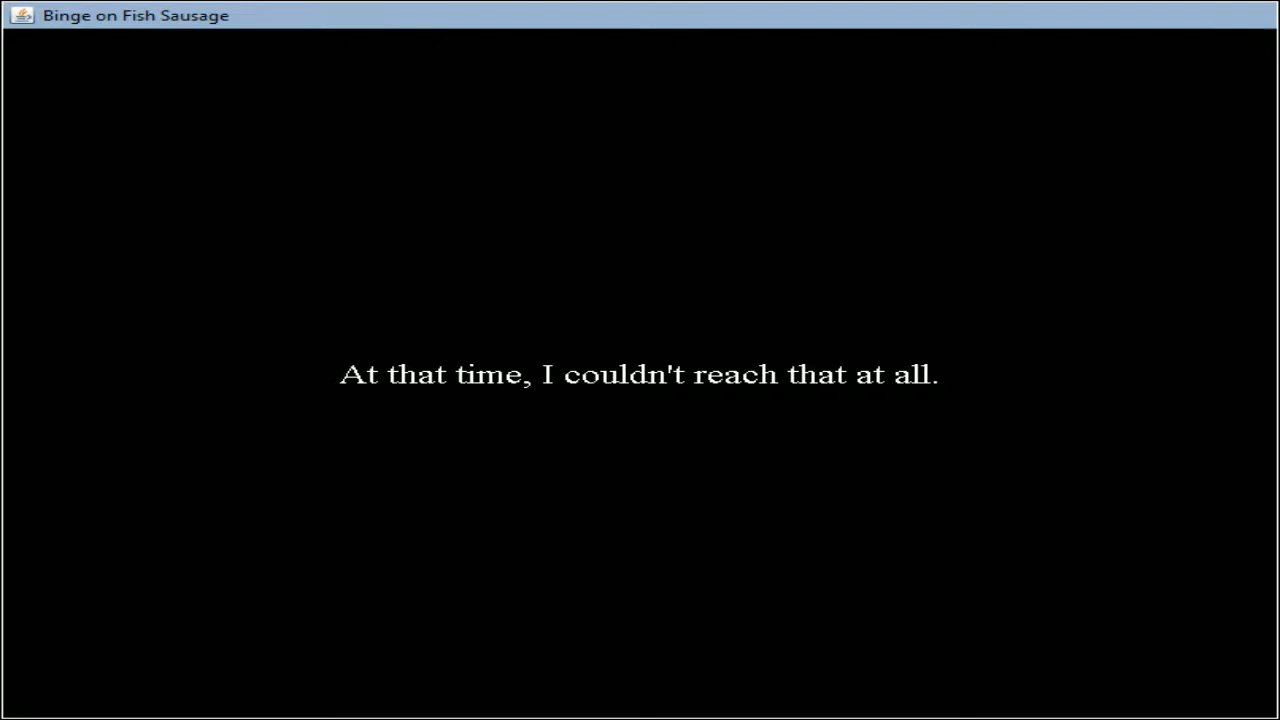 Binge on Fish Sausage
At that time, I couldn't reach that at all.